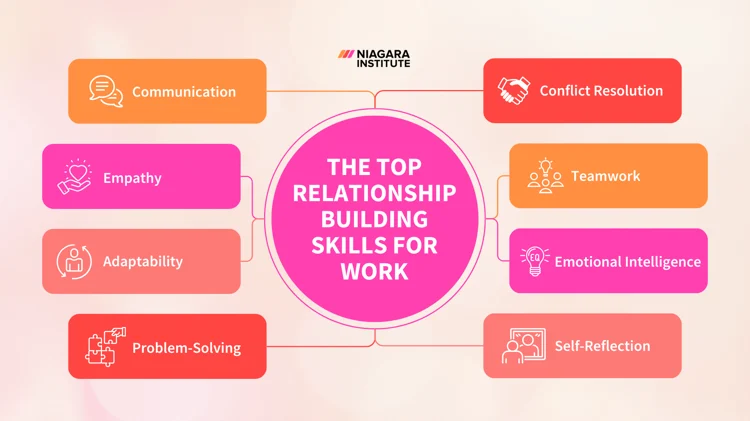 NIAGARA
INSTITUTE
Communication
Conflict Resolution
Empathy
Teamwork
Adaptability
Emotional Intelligence
EQ
Problem-Solving
Self-Reflection
THE TOP
RELATIONSHIP
BUILDING
SKILLS FOR
WORK